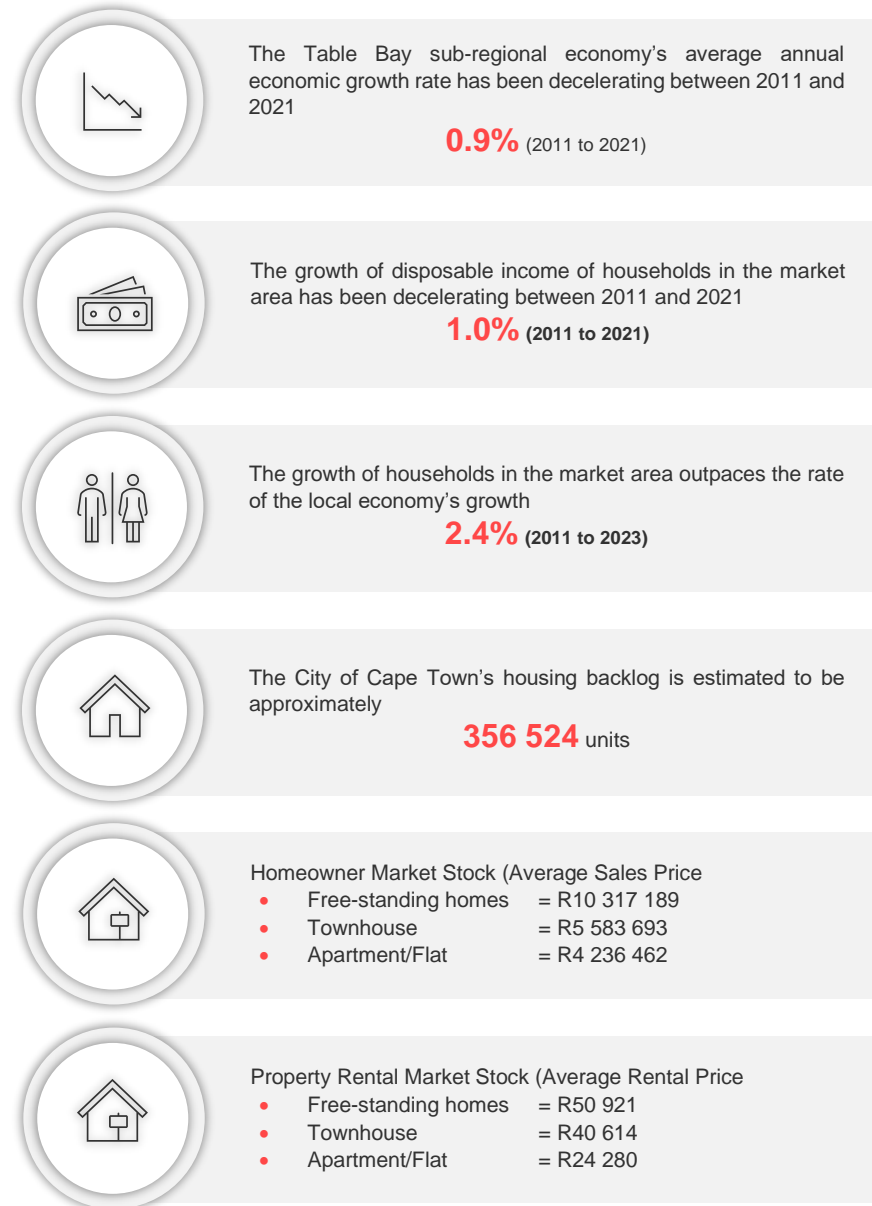 The Table Bay sub-regional economy's average annual
economic growth rate has been decelerating between 2011 and
2021
0.9% (2011 to 2021)
The growth of disposable income of households in the market
area has been decelerating between 2011 and 2021
1.0% (2011 to 2021)
The growth of households in the market area outpaces the rate
of the local economy's growth
2.4% (2011 to 2023)
The City of Cape Town's housing backlog is estimated to be
approximately
356 524 units
Homeowner Market Stock (Average Sales Price
• Free-standing homes = R10 317 189
• Townhouse = R5 583 693
• Apartment/Flat = R4 236 462
Property Rental Market Stock (Average Rental Price
• Free-standing homes = R50 921
• Townhouse = R40 614
• Apartment/Flat = R24 280